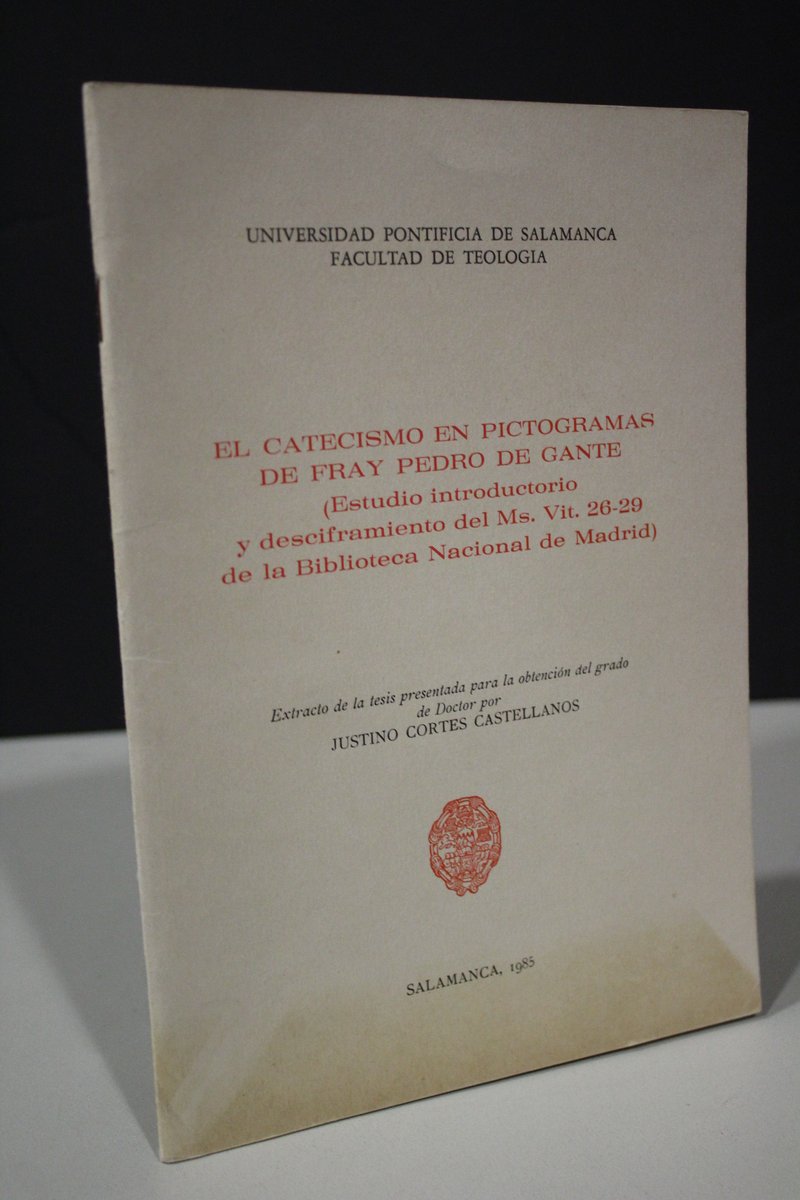 UNIVERSIDAD PONTIFICIA DE SALAMANCA
FACULTAD DE TEOLOGIA
EL CATECISMO EN PICTOGRAMAS
DE FRAY PEDRO DE GANTE
(Estudio introductorio
y desciframiento del Ms. Vit. 26-29
de la Biblioteca Nacional de Madrid)
Extracto de la tesis presentada para la obtención del grado
de Doctor por
JUSTINO CORTES CASTELLANOS
SALAMANCA, 1985